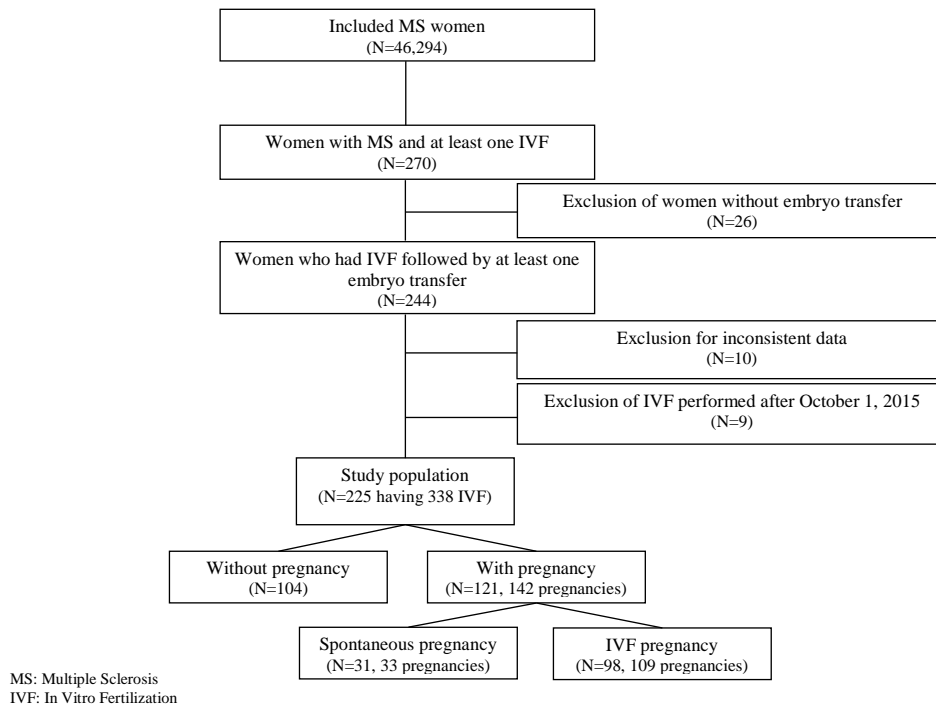 Included MS women
(N=46,294)
Women with MS and at least one IVF
(N=270)
Exclusion of women without embryo transfer
(N=26)
Women who had IVF followed by at least one
embryo transfer
(N=244)
Exclusion for inconsistent data
(N=10)
Exclusion of IVF performed after October 1, 2015
(N=9)
Study population
(N=225 having 338 IVF)
Without pregnancy
(N=104)
With pregnancy
(N=121, 142 pregnancies)
Spontaneous pregnancy
(N=31, 33 pregnancies)
IVF pregnancy
(N=98, 109 pregnancies)
MS: Multiple Sclerosis
IVF: In Vitro Fertilization